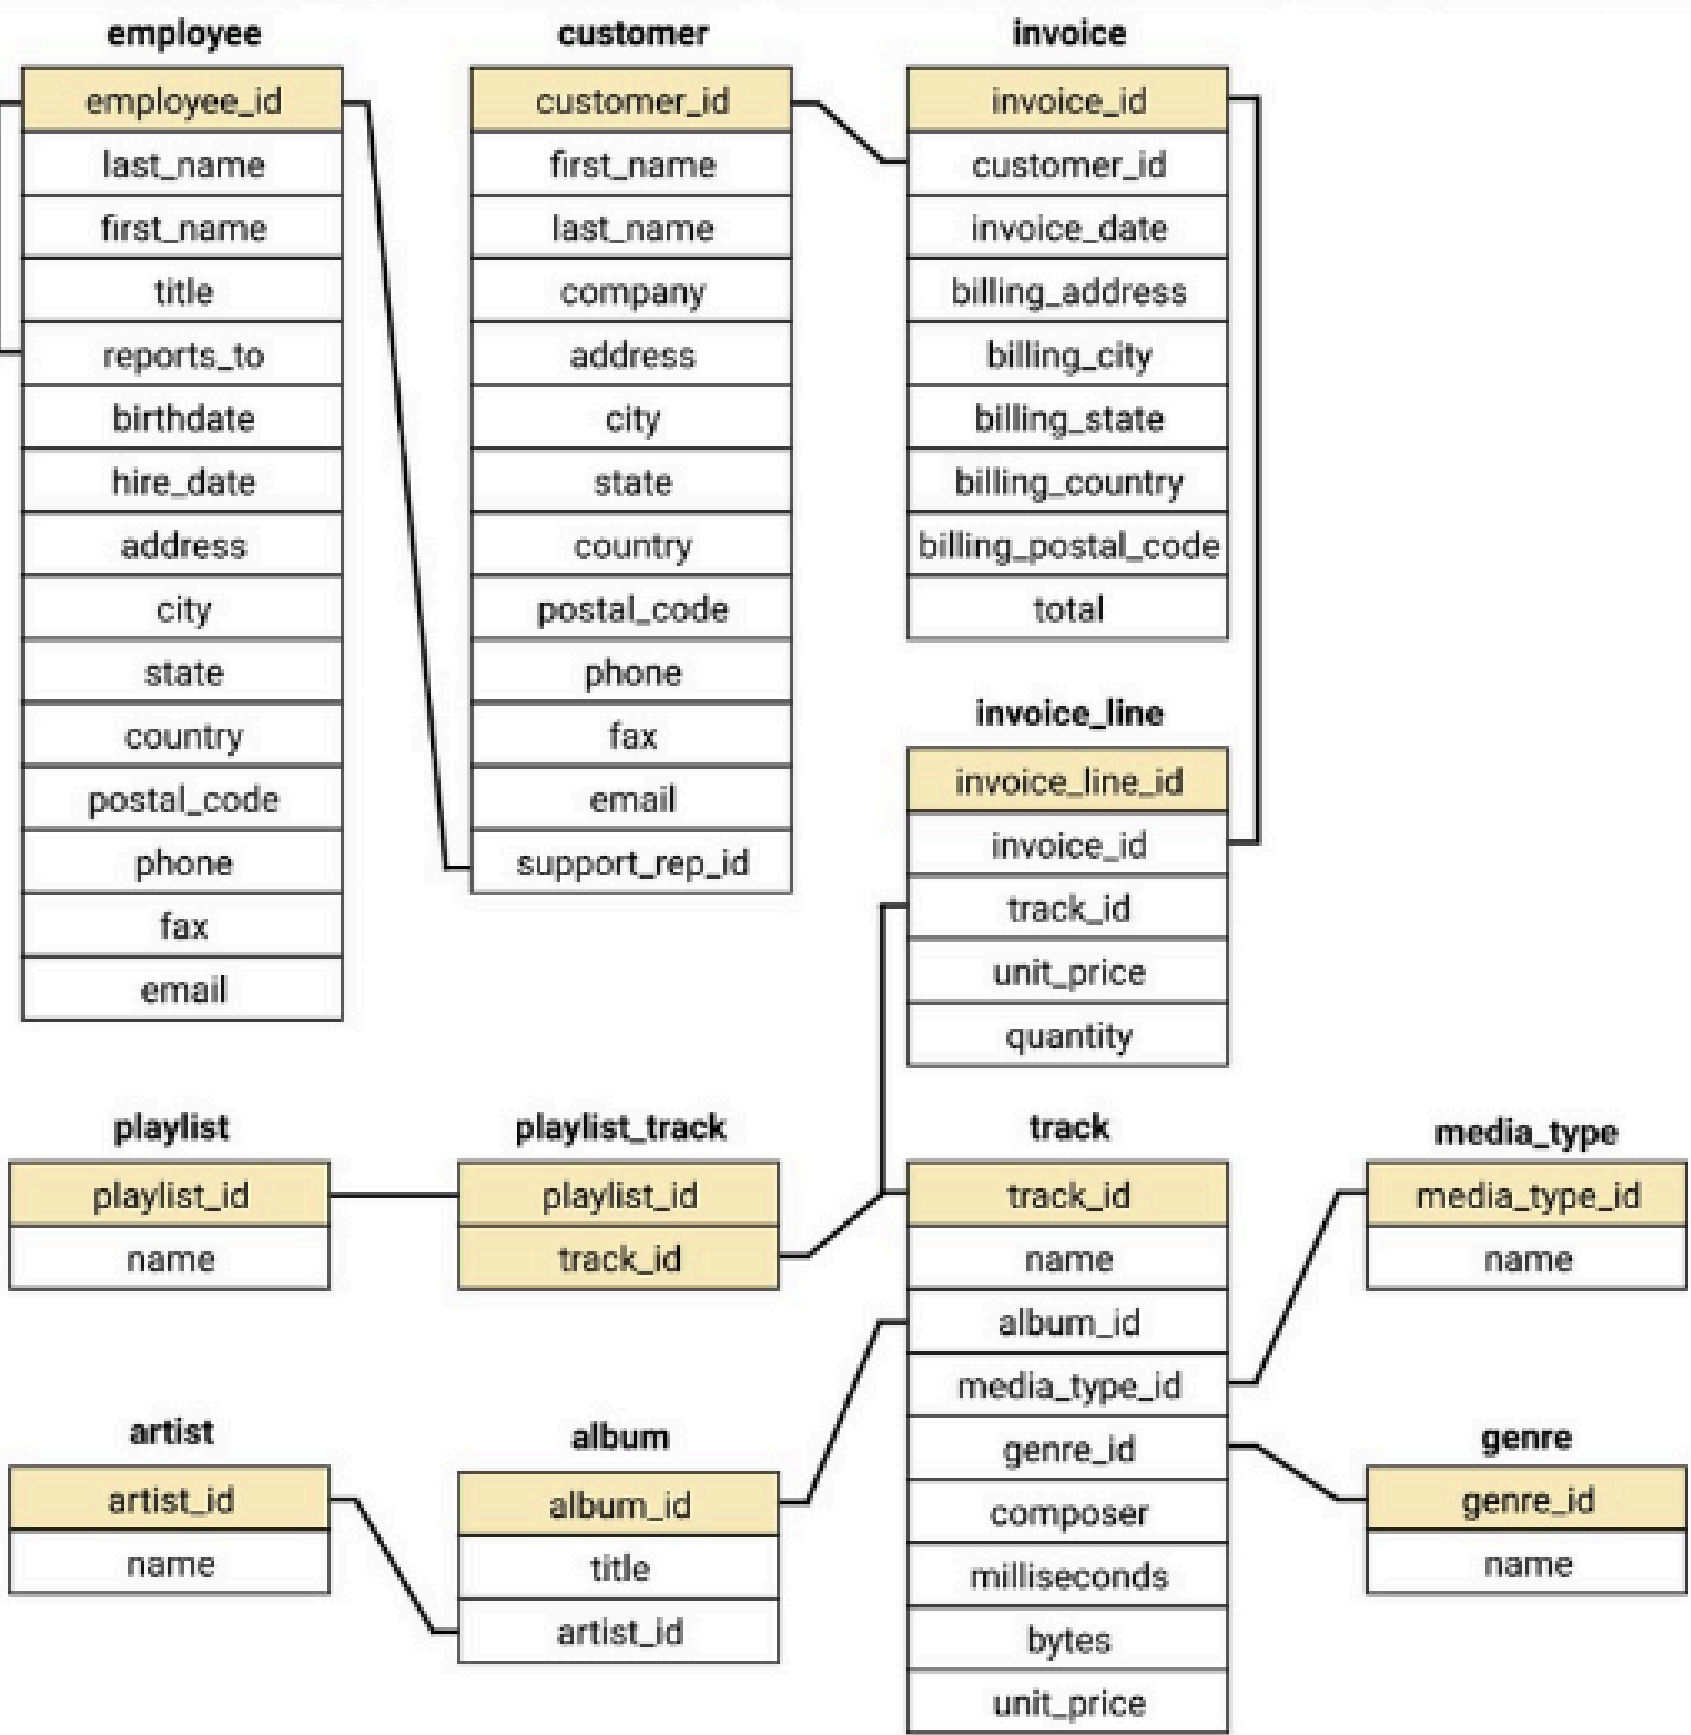 employee
employee_id
last_name
first_name
title
reports_to
birthdate
hire_date
address
city
state
country
postal_code
phone
fax
email
customer
customer_id
first_name
last_name
company
address
city
state
country
postal_code
phone
fax
email
support_rep_id
invoice
invoice_id
customer_id
invoice_date
billing_address
billing_city
billing_state
billing_country
billing_postal_code
total
invoice_line
invoice_line_id
invoice_id
track_id
unit_price
quantity
playlist
playlist_id
name
playlist_track
playlist_id
track_id
track
track_id
name
album_id
media_type_id
genre_id
composer
milliseconds
bytes
unit_price
media_type
media_type_id
name
artist
artist_id
name
album
album_id
title
artist_id
genre
genre_id
name